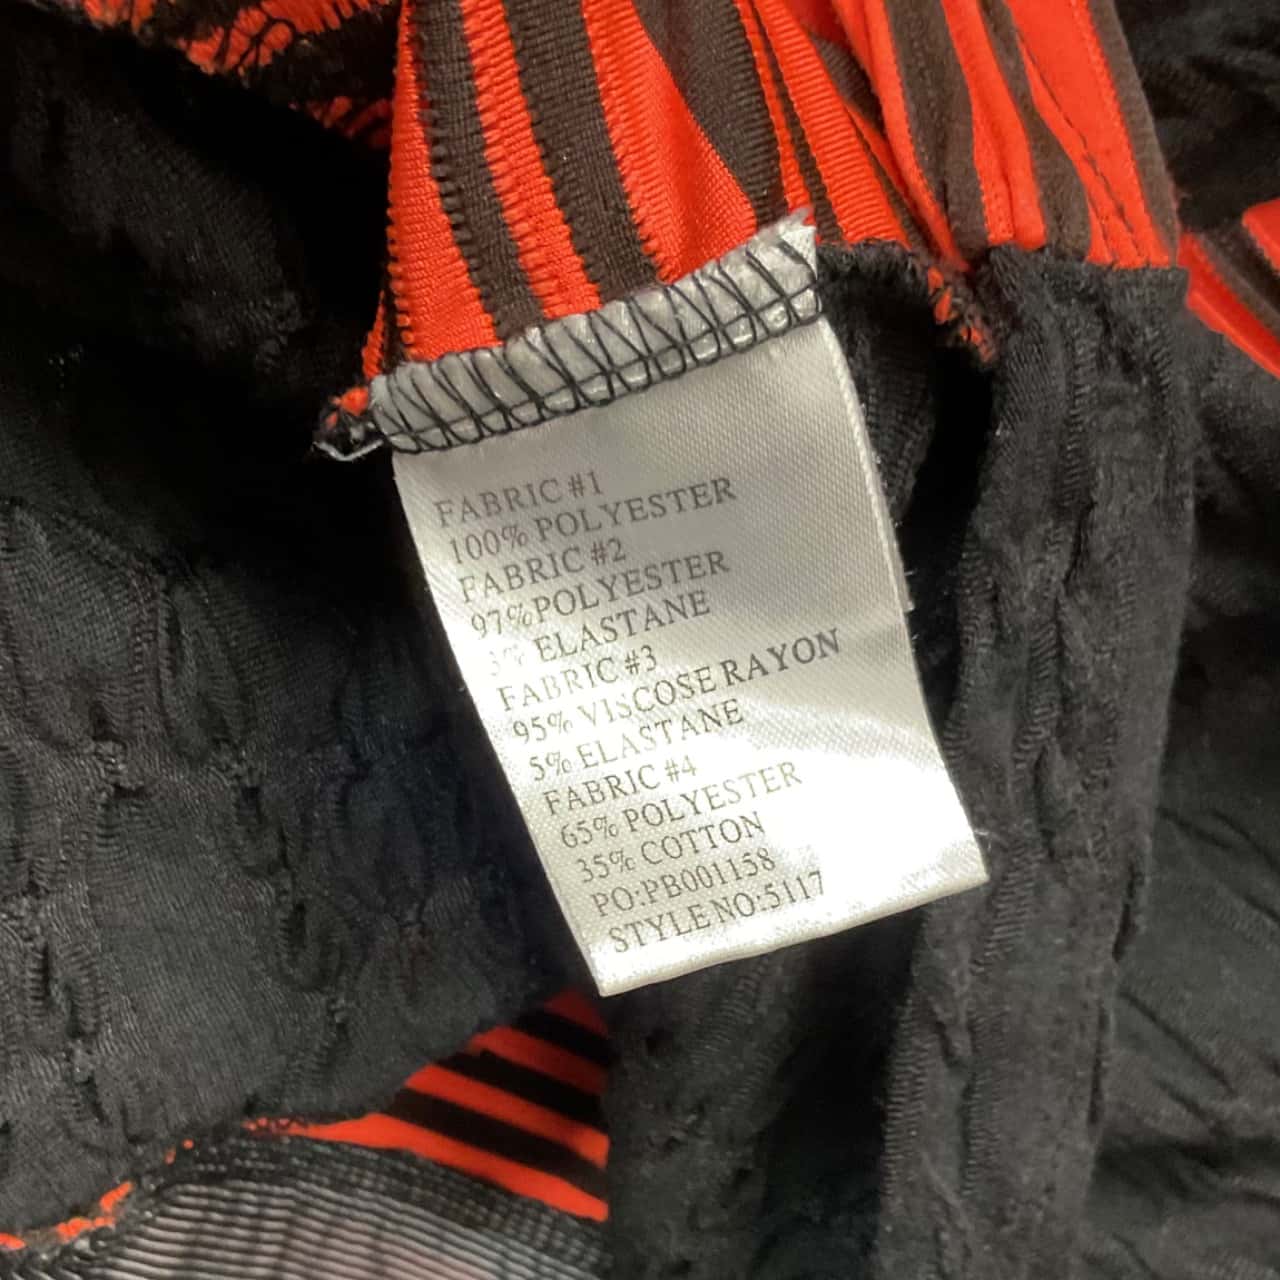 FABRIC #1
100% POLYESTER
FABRIC #2
97%POLYESTER
3% ELASTANE
FABRIC #3
95% VISCOSE RAYON
5% ELASTANE
FABRIC #4
65% POLYESTER
35% COTTON
PO:PB001158
STYLE NO:5117